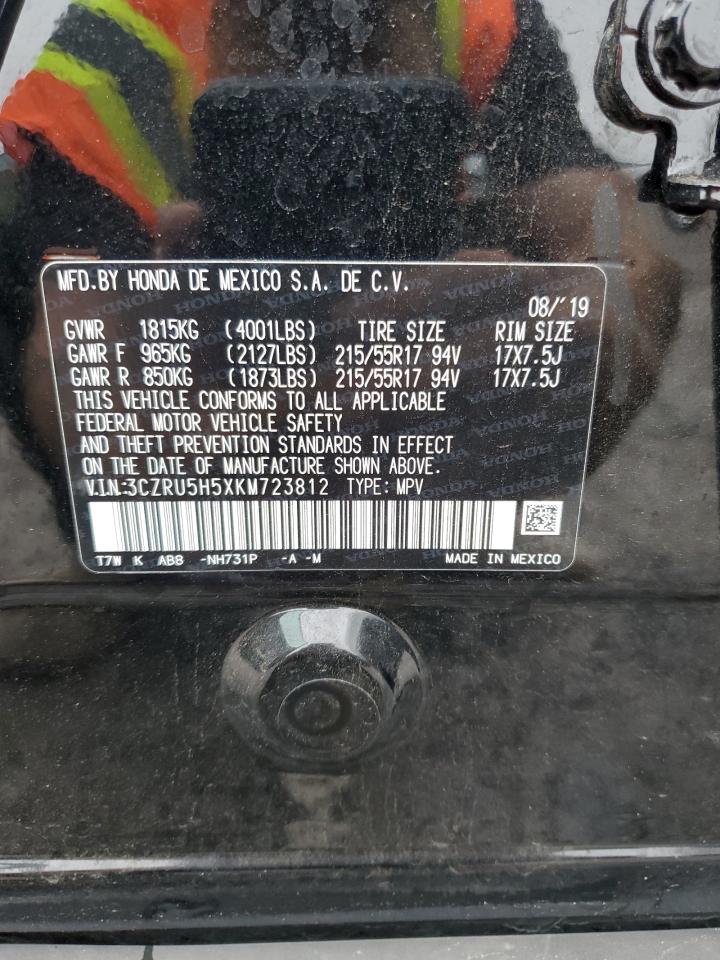 MFD.BY HONDA DE MEXICO S.A. DE C.V.
08/'19
GVWR 1815KG (4001LBS) TIRE SIZE RIM SIZE
GAWR F 965KG (2127LBS) 215/55R17 94V 17X7.5J
GAWR R 850KG (1873LBS) 215/55R17 94V 17X7.5J
THIS VEHICLE CONFORMS TO ALL APPLICABLE
FEDERAL MOTOR VEHICLE SAFETY
AND THEFT PREVENTION STANDARDS IN EFFECT
ON THE DATE OF MANUFACTURE SHOWN ABOVE.
V.I.N:3CZRU5H5XKM723812 TYPE: MPV
T7W K AB8 -NH731P -A -M MADE IN MEXICO